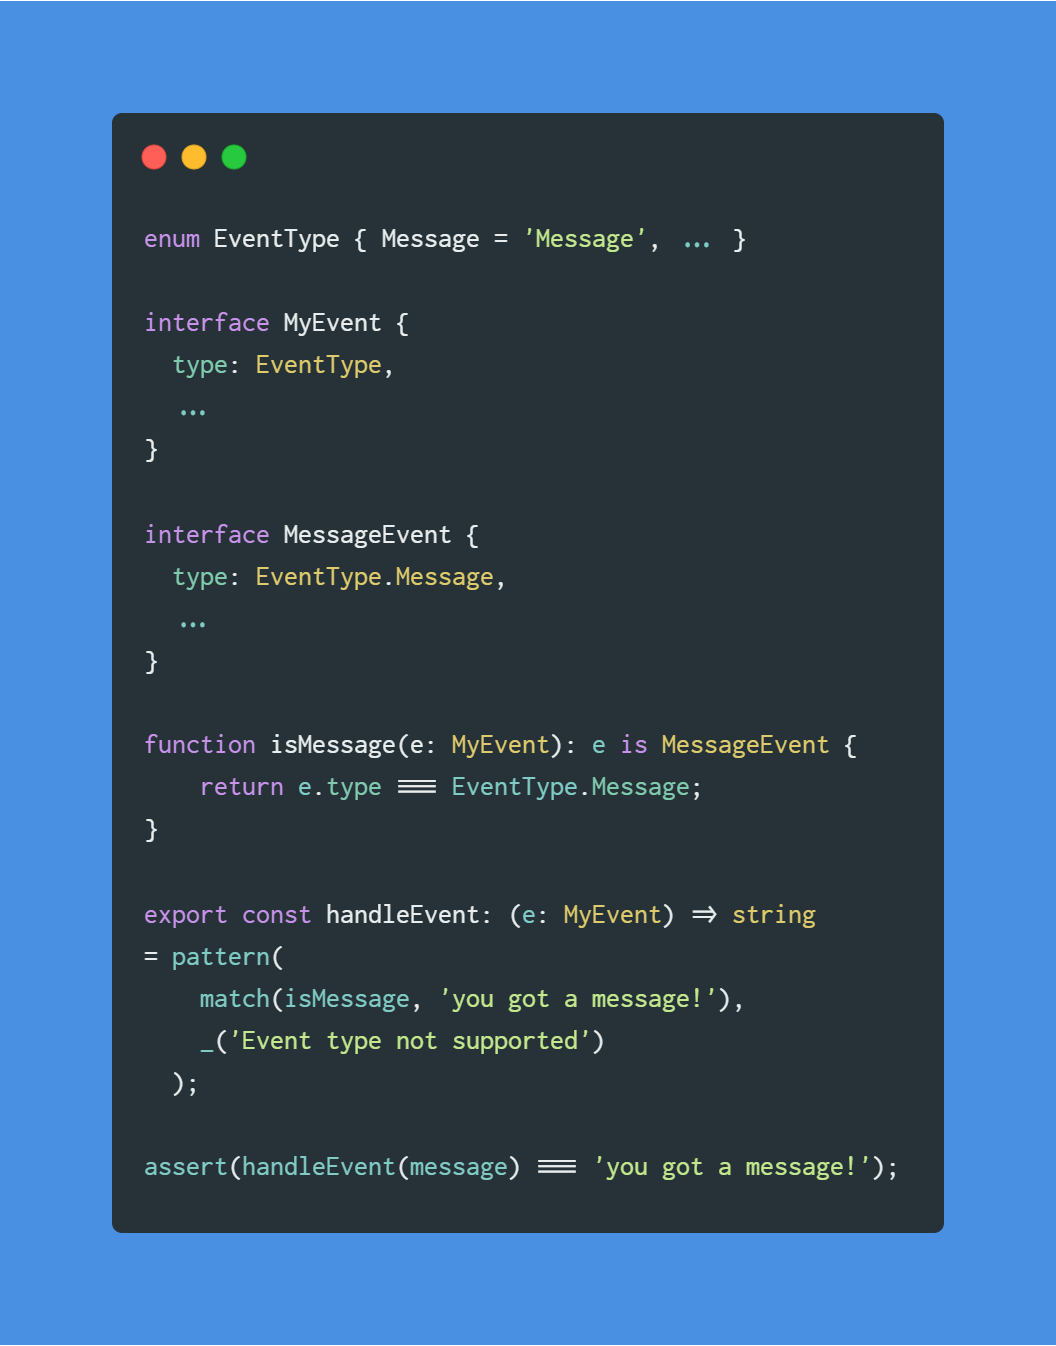 enum EventType { Message = 'Message', ... }
interface MyEvent {
  type: EventType,
  ...
}
interface MessageEvent {
  type: EventType.Message,
  ...
}
function isMessage(e: MyEvent): e is MessageEvent {
    return e.type === EventType.Message;
}
export const handleEvent: (e: MyEvent) => string
= pattern(
    match(isMessage, 'you got a message!'),
    _('Event type not supported')
  );
assert(handleEvent(message) === 'you got a message!');